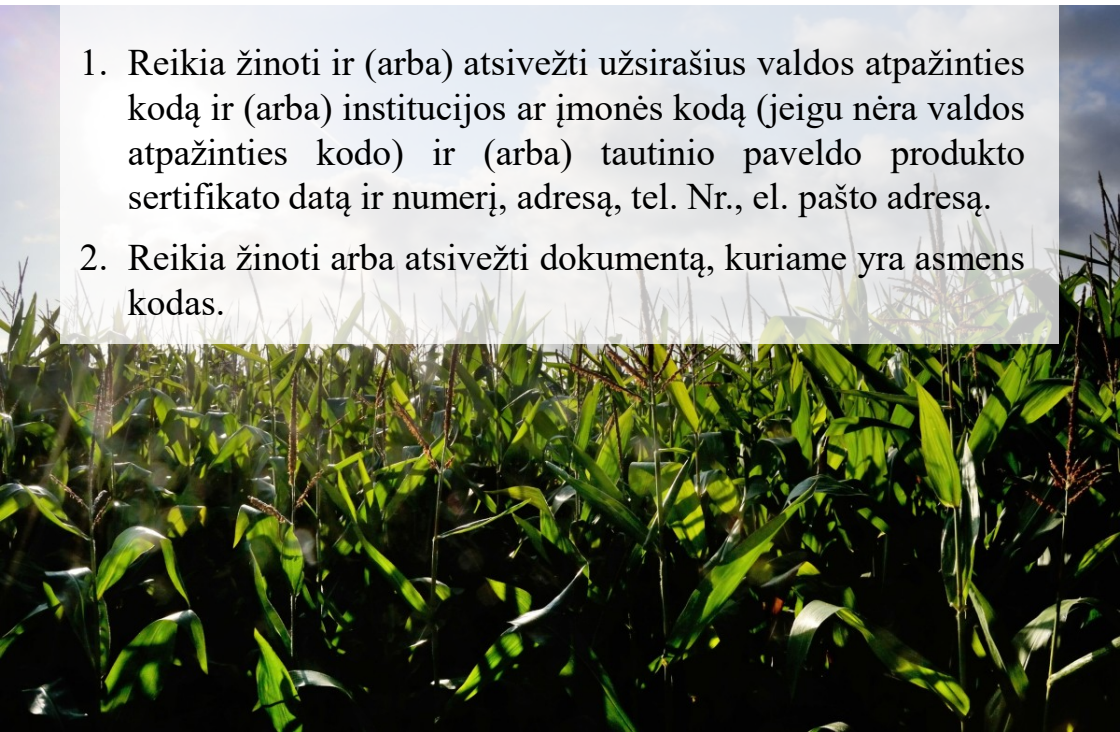 1. Reikia žinoti ir (arba) atsivežti užsirašius valdos atpažinties
kodą ir (arba) institucijos ar įmonės kodą (jeigu nėra valdos
atpažinties kodo) ir (arba) tautinio paveldo produkto
sertifikato datą ir numerį, adresą, tel. Nr., el. pašto adresą.
2. Reikia žinoti arba atsivežti dokumentą, kuriame yra asmens
kodas.